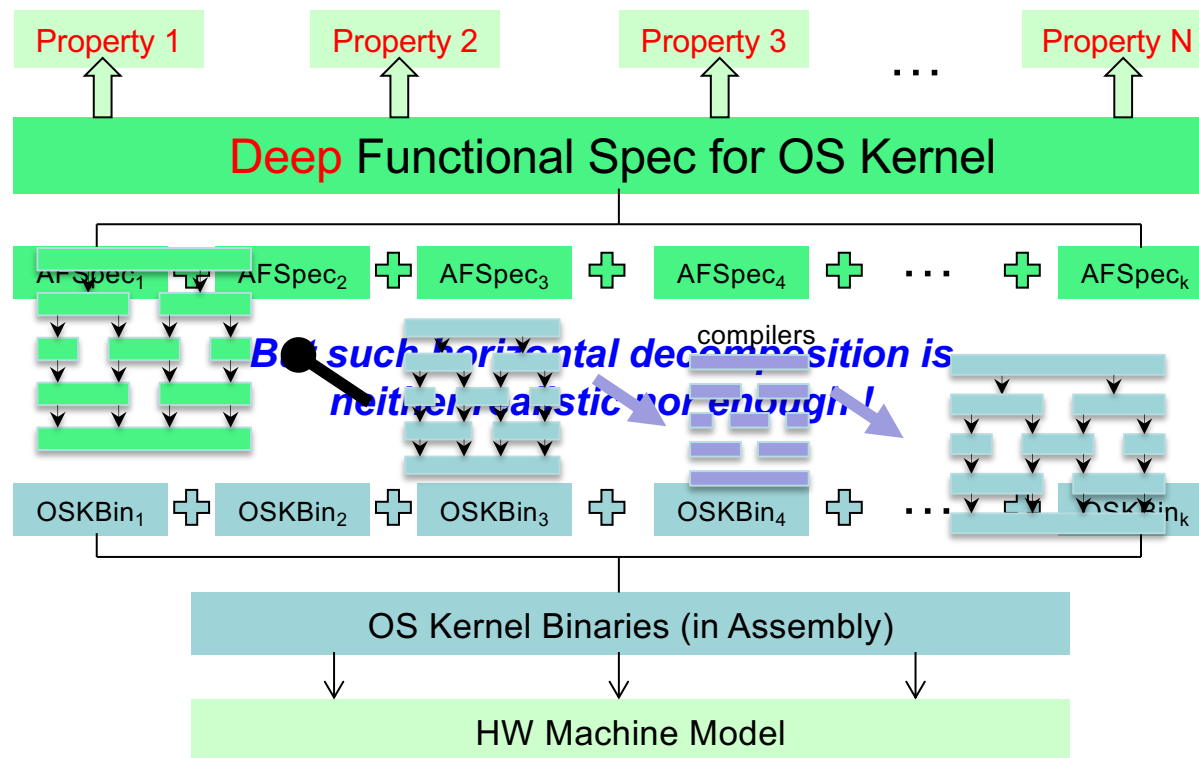 Property 1 Property 2 Property 3 ... Property N
Deep Functional Spec for OS Kernel
AFSpec₁ AFSpec₂ AFSpec₃ AFSpec₄ ... AFSpecₖ
compilers
But such horizontal decomposition is
neither realistic nor enough !
OSKBin₁ OSKBin₂ OSKBin₃ OSKBin₄ ... OSKBinₖ
OS Kernel Binaries (in Assembly)
HW Machine Model